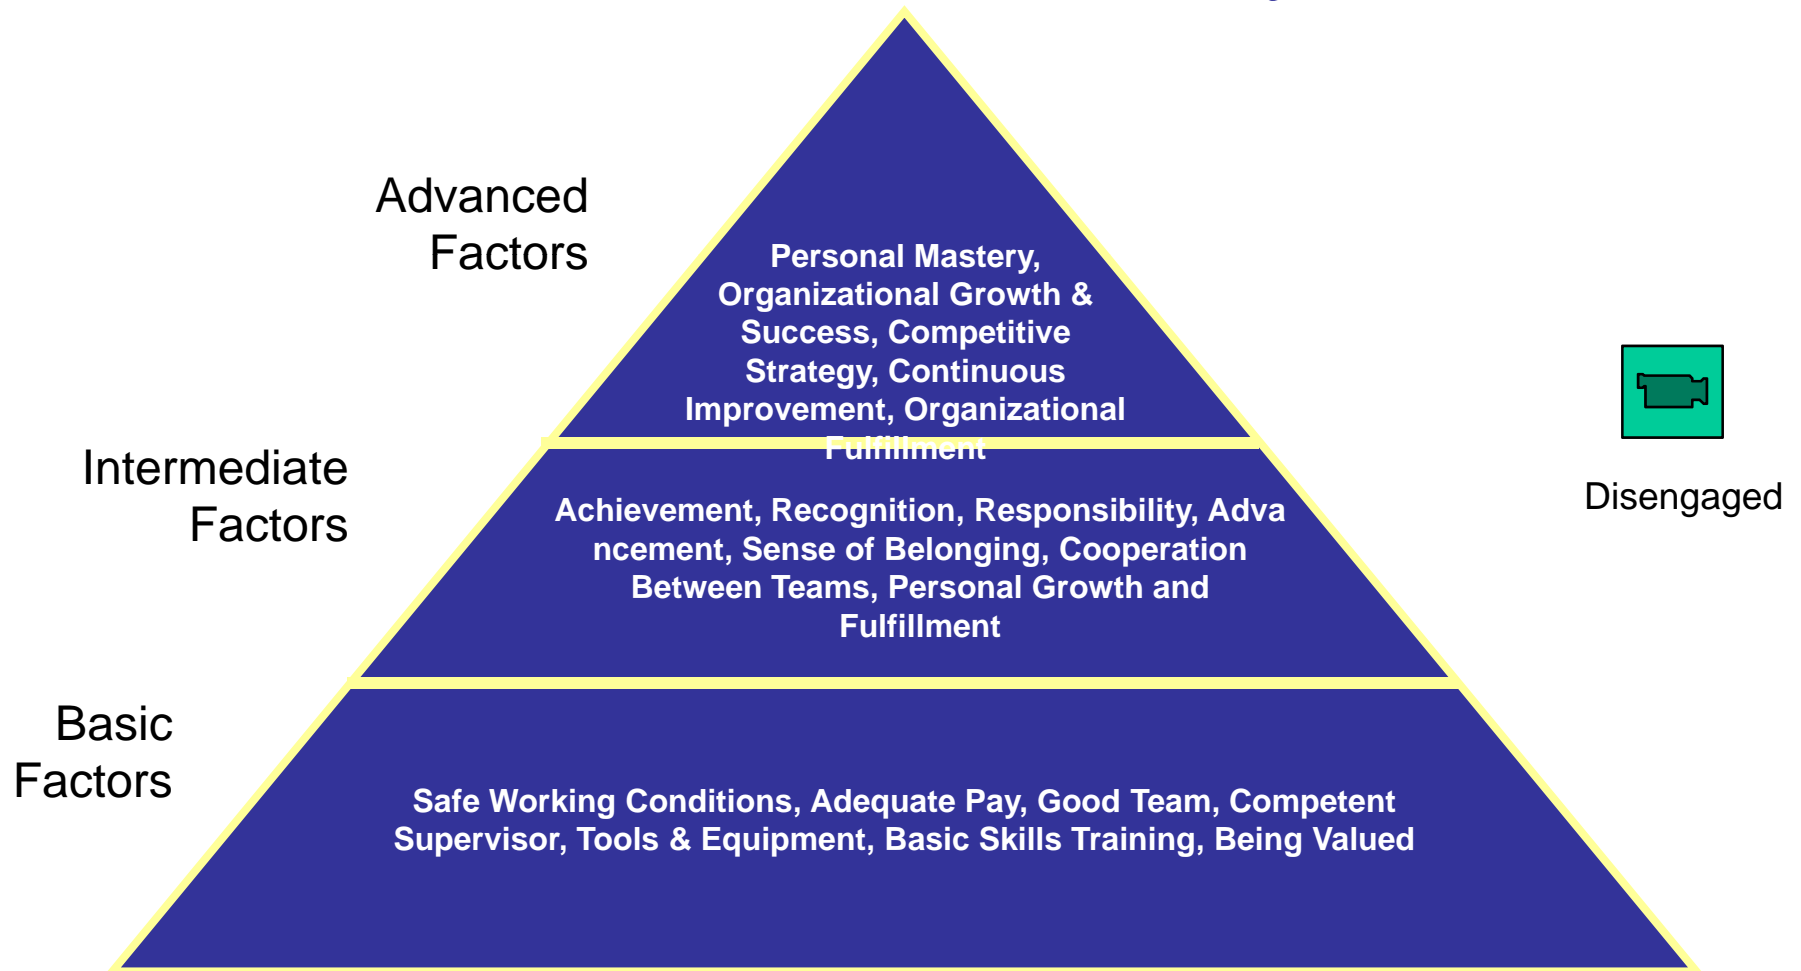 Advanced
Factors
Personal Mastery,
Organizational Growth &
Success, Competitive
Strategy, Continuous
Improvement, Organizational
Fulfillment
Intermediate
Factors
Achievement, Recognition, Responsibility, Adva
ncement, Sense of Belonging, Cooperation
Between Teams, Personal Growth and
Fulfillment
Disengaged
Basic
Factors
Safe Working Conditions, Adequate Pay, Good Team, Competent
Supervisor, Tools & Equipment, Basic Skills Training, Being Valued